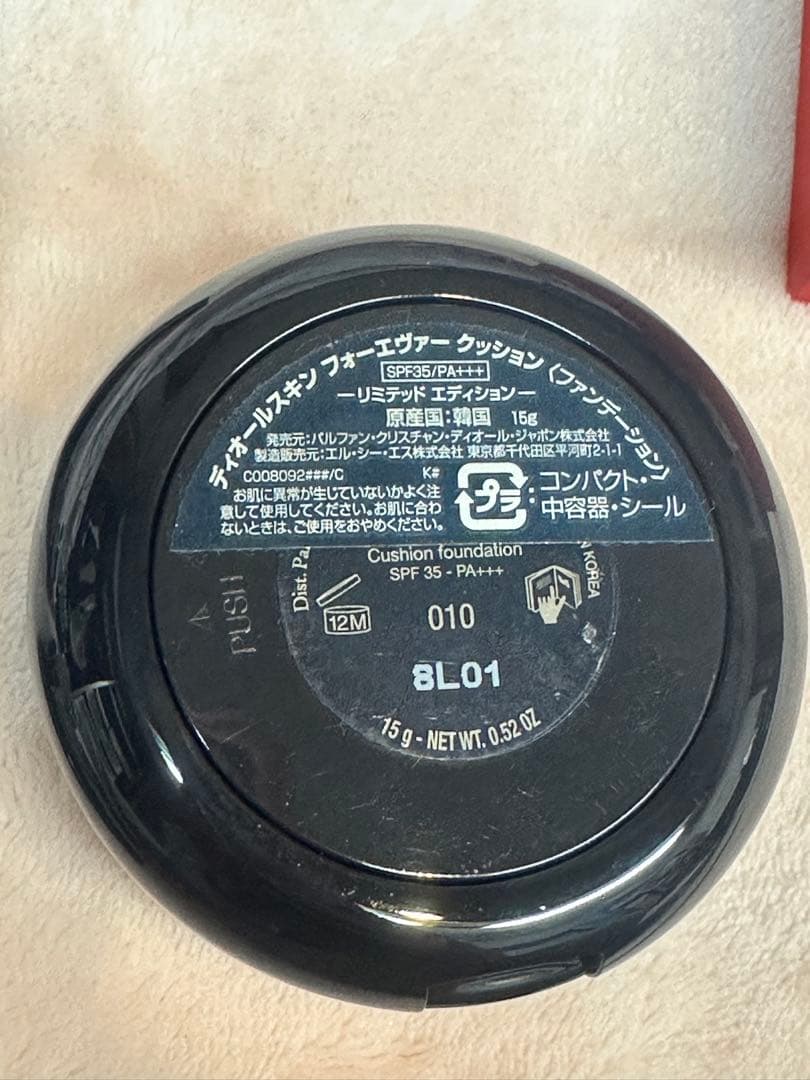 ディオールスキン フォーエヴァー クッション 〈ファンデーション〉
SPF35/PA+++
ーリミテッド エディションー
原産国:韓国 15g
発売元:パルファン・クリスチャン・ディオール・ジャポン株式会社
製造販売元:エル・シー・エス株式会社 東京都千代田区平河町2-1-1
C008092###/C K#
お肌に異常が生じていないかよく注
意して使用してください。お肌に合わ
ないときは、ご使用をおやめください。
プラ
:コンパクト・
中容器・シール
Dist. Pa
Cushion foundation
SPF 35 - PA+++
N KOREA
PUSH
12M
010
8L01
15 g - NET WT. 0.52 OZ